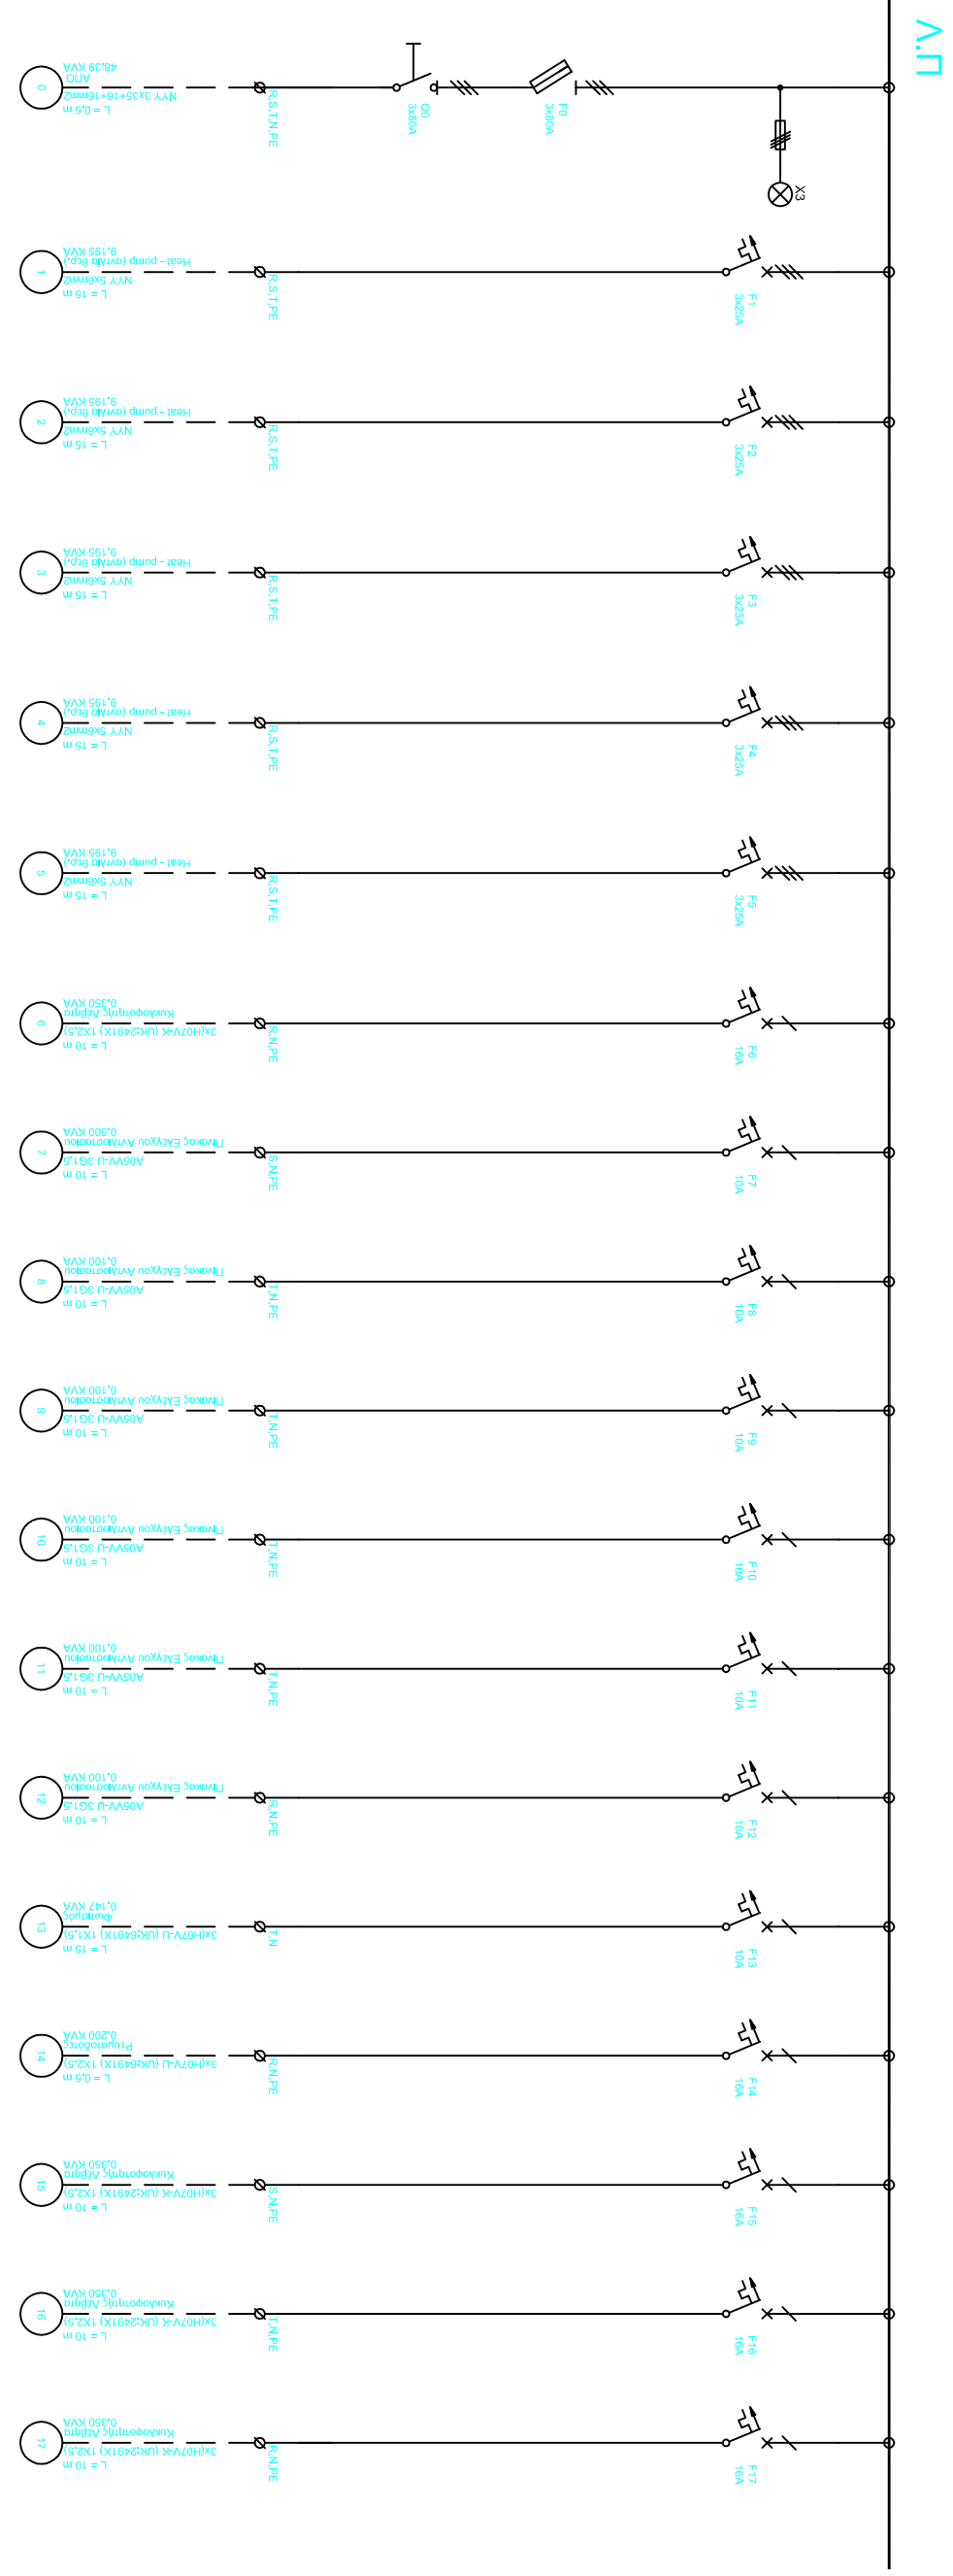 Π.Λ
0
48.39 KVA
ΑΠΟ
NYY 3x35+16+16mm2
L = 0.5 m
R,S,T,N,PE
Q0
3x80A
F0
3x80A
X3
1
9.195 KVA
Heat - pump (αντλία θερ.)
NYY 5x6mm2
L = 15 m
R,S,T,PE
F1
3x25A
2
9.195 KVA
Heat - pump (αντλία θερ.)
NYY 5x6mm2
L = 15 m
R,S,T,PE
F2
3x25A
3
9.195 KVA
Heat - pump (αντλία θερ.)
NYY 5x6mm2
L = 15 m
R,S,T,PE
F3
3x25A
4
9.195 KVA
Heat - pump (αντλία θερ.)
NYY 5x6mm2
L = 15 m
R,S,T,PE
F4
3x25A
5
9.195 KVA
Heat - pump (αντλία θερ.)
NYY 5x6mm2
L = 15 m
R,S,T,PE
F5
3x25A
6
0.350 KVA
Κυκλοφορητής Λέβητα
3x(H07V-K (UK:2491X) 1X2.5)
L = 10 m
R,N,PE
F6
16A
7
0.500 KVA
Πίνακας Ελέγχου Αντλιοστασίου
A05VV-U 3G1.5
L = 10 m
S,N,PE
F7
10A
8
0.100 KVA
Πίνακας Ελέγχου Αντλιοστασίου
A05VV-U 3G1.5
L = 10 m
T,N,PE
F8
10A
9
0.100 KVA
Πίνακας Ελέγχου Αντλιοστασίου
A05VV-U 3G1.5
L = 10 m
T,N,PE
F9
10A
10
0.100 KVA
Πίνακας Ελέγχου Αντλιοστασίου
A05VV-U 3G1.5
L = 10 m
T,N,PE
F10
10A
11
0.100 KVA
Πίνακας Ελέγχου Αντλιοστασίου
A05VV-U 3G1.5
L = 10 m
T,N,PE
F11
10A
12
0.100 KVA
Πίνακας Ελέγχου Αντλιοστασίου
A05VV-U 3G1.5
L = 10 m
R,N,PE
F12
10A
13
0.147 KVA
Φωτισμός
3x(H07V-U (UK:6491X) 1X1.5)
L = 15 m
T,N
F13
10A
14
0.200 KVA
Ρευματοδότες
3x(H07V-U (UK:6491X) 1X2.5)
L = 0.5 m
R,N,PE
F14
16A
15
0.350 KVA
Κυκλοφορητής Λέβητα
3x(H07V-K (UK:2491X) 1X2.5)
L = 10 m
S,N,PE
F15
16A
16
0.350 KVA
Κυκλοφορητής Λέβητα
3x(H07V-K (UK:2491X) 1X2.5)
L = 10 m
T,N,PE
F16
16A
17
0.350 KVA
Κυκλοφορητής Λέβητα
3x(H07V-K (UK:2491X) 1X2.5)
L = 10 m
R,N,PE
F17
16A